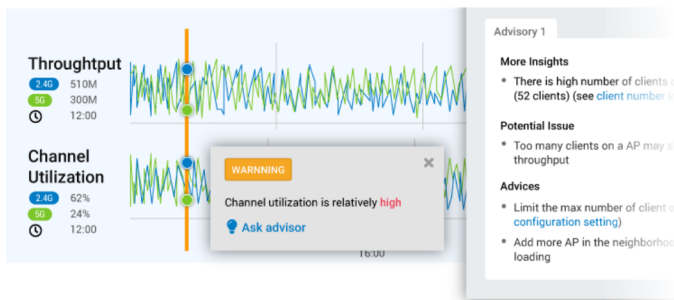 Throughtput
2.4G 510M
5G 300M
12:00
Channel
Utilization
2.4G 62%
5G 24%
12:00
WARNNING
Channel utilization is relatively high
Ask advisor
16:00
Advisory 1
More Insights
There is high number of clients
(52 clients) (see client number
Potential Issue
Too many clients on a AP may
throughput
Advices
Limit the max number of client
configuration setting)
Add more AP in the neighborhoo
loading